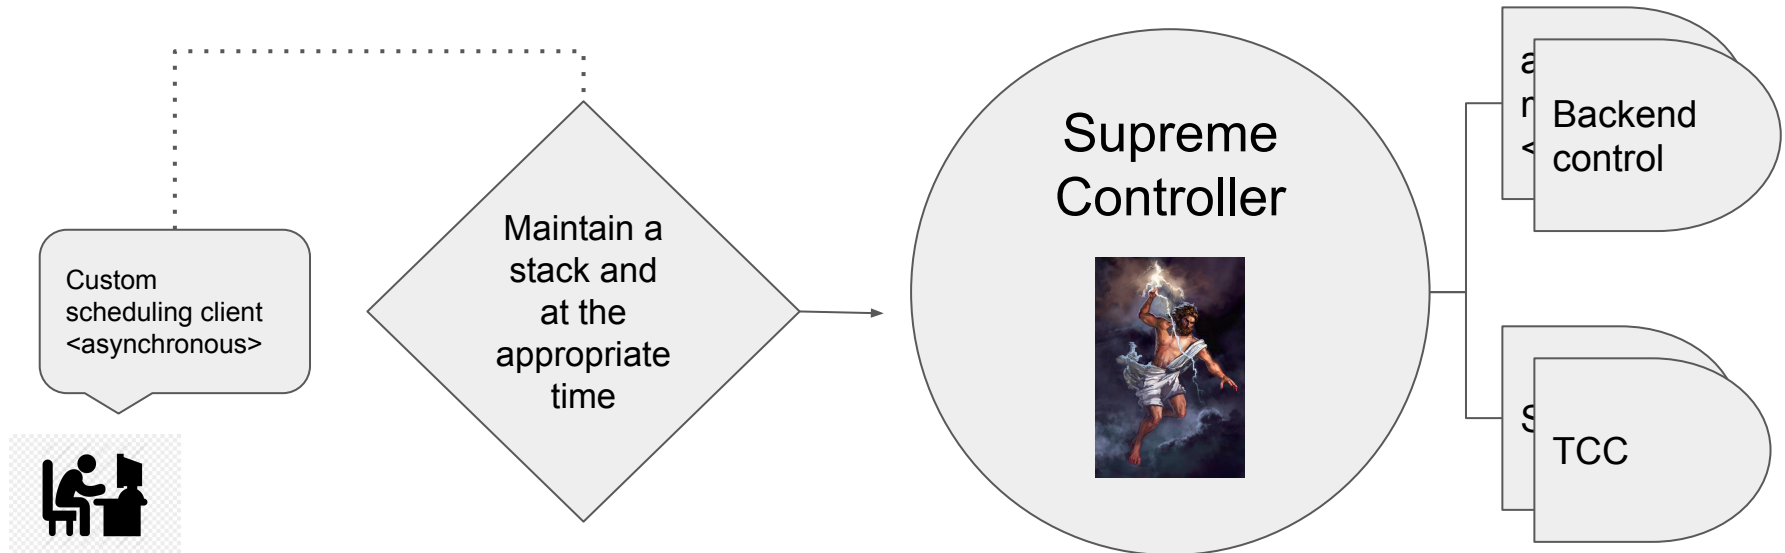 Custom
scheduling client
<asynchronous>
Maintain a
stack and
at the
appropriate
time
Supreme
Controller
Backend
control
TCC